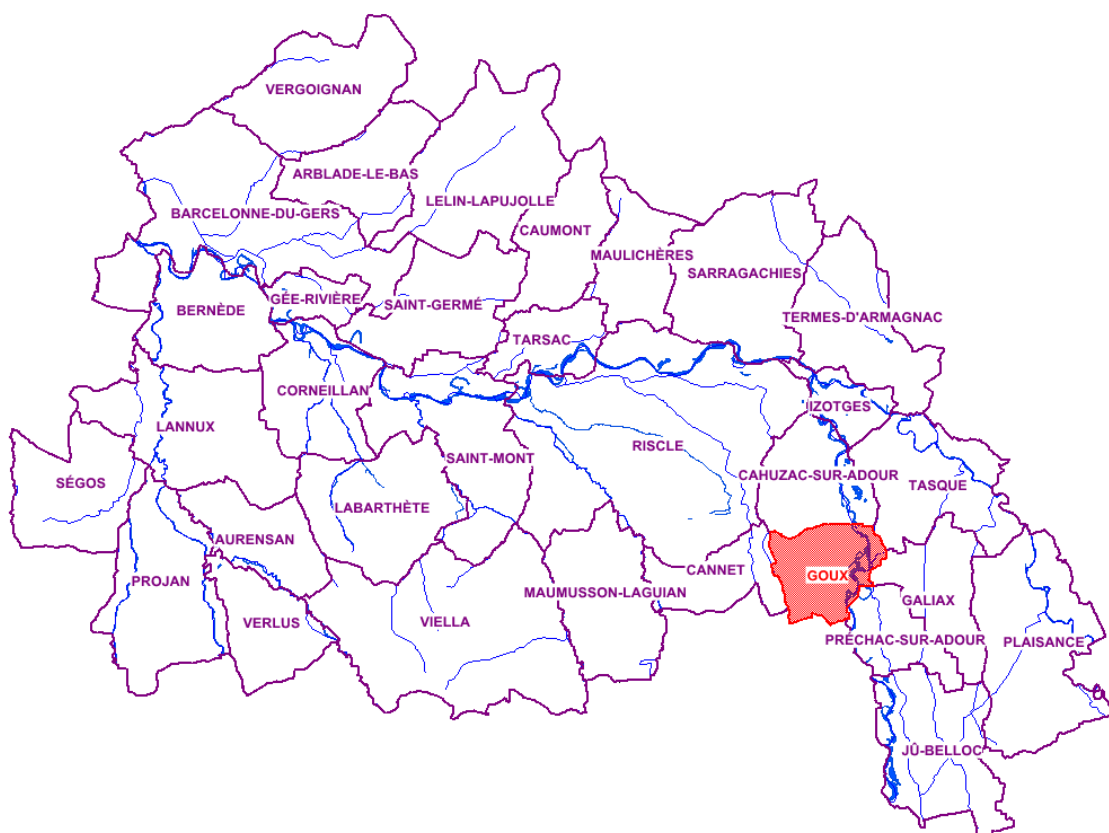 VERGOIGNAN
ARBLADE-LE-BAS
LELIN-LAPUJOLLE
BARCELONNE-DU-GERS
CAUMONT
MAULICHÈRES
SARRAGACHIES
GÉE-RIVIÈRE
SAINT-GERMÉ
BERNÈDE
TERMES-D'ARMAGNAC
TARSAC
CORNEILLAN
IZOTGES
LANNUX
RISCLE
SAINT-MONT
CAHUZAC-SUR-ADOUR
SÉGOS
TASQUE
LABARTHÈTE
AURENSAN
CANNET
GOUX
PROJAN
MAUMUSSON-LAGUIAN
GALIAX
VERLUS
VIELLA
PRÉCHAC-SUR-ADOUR
PLAISANCE
JÛ-BELLOC